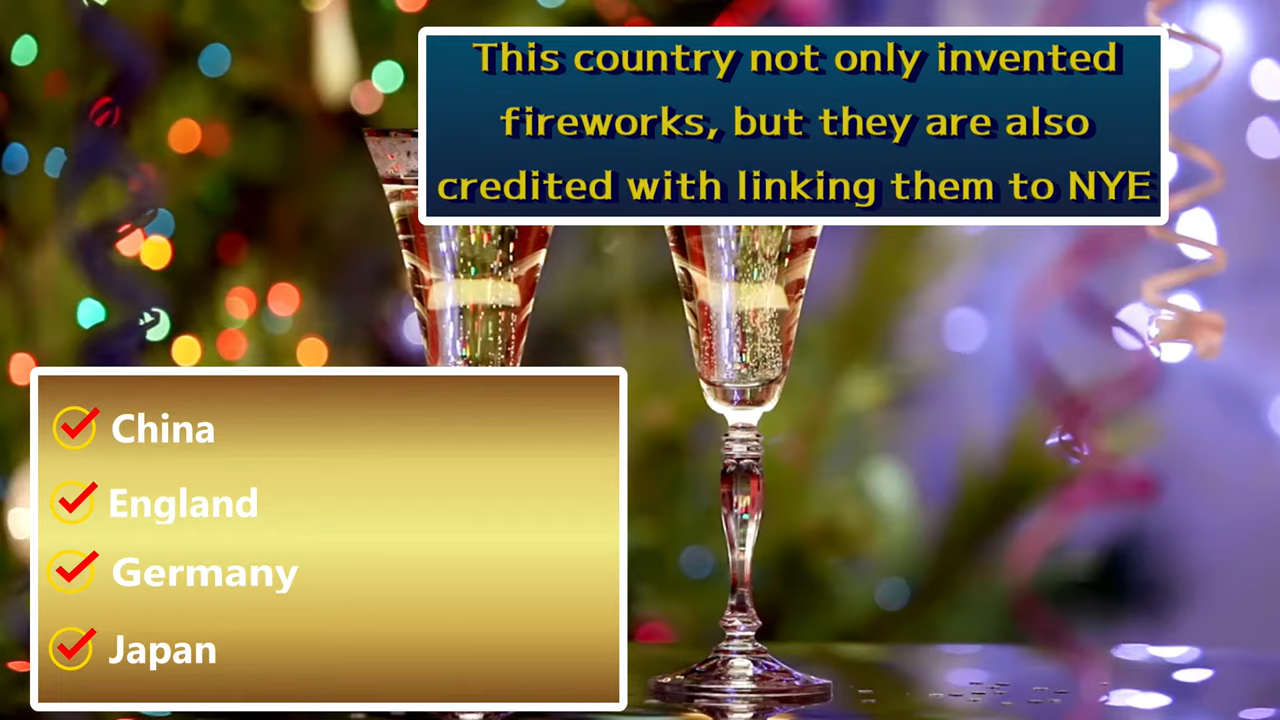 This country not only invented
fireworks, but they are also
credited with linking them to NYE
China
England
Germany
Japan